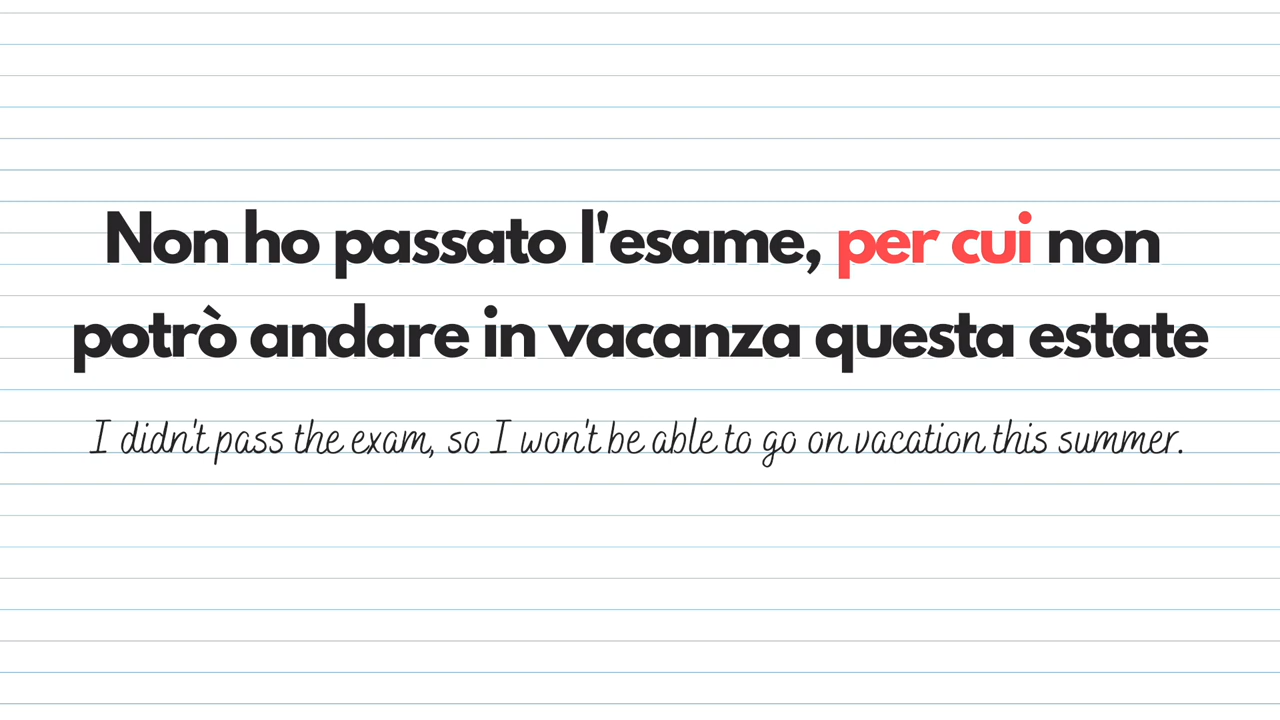 Non ho passato l'esame, per cui non
potrò andare in vacanza questa estate
I didn't pass the exam, so I won't be able to go on vacation this summer.